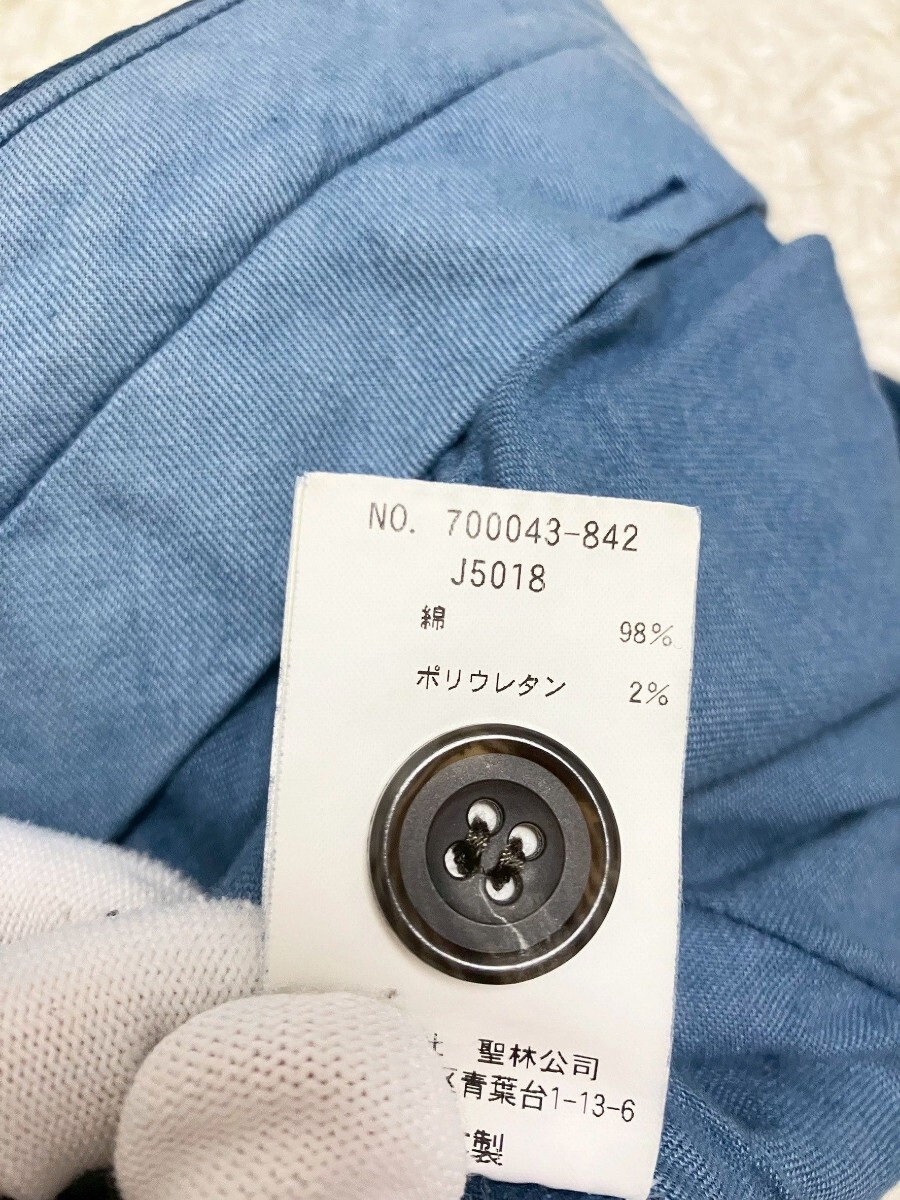 NO. 700043-842
J5018
綿 98%
ポリウレタン 2%
聖林公司
青葉台1-13-6
製